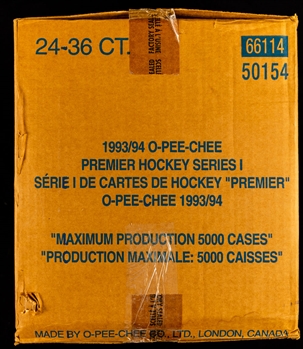 24-36 CT.
66114
50154
1993/94 O-PEE-CHEE
PREMIER HOCKEY SERIES I
SÉRIE I DE CARTES DE HOCKEY "PREMIER"
O-PEE-CHEE 1993/94
"MAXIMUM PRODUCTION 5000 CASES"
"PRODUCTION MAXIMALE: 5000 CAISSES"
MADE BY O-PEE-CHEE CO., LTD., LONDON, CANADA